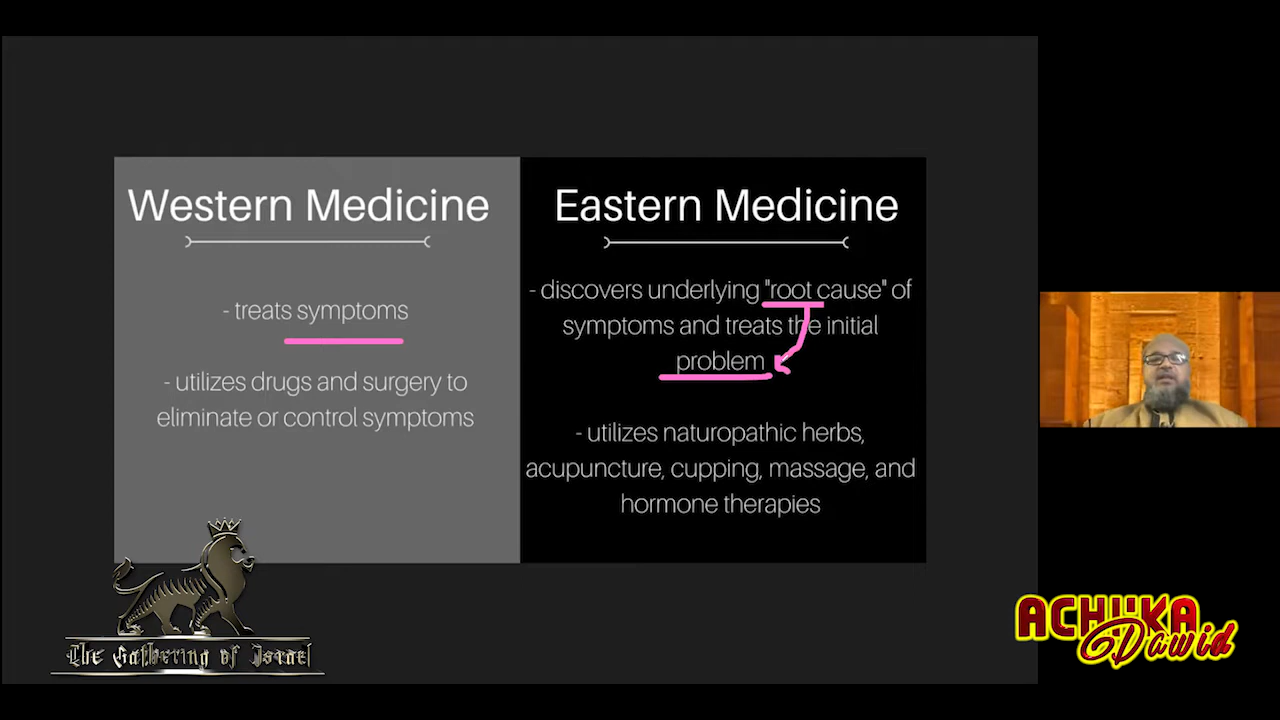 Western Medicine
- treats symptoms
- utilizes drugs and surgery to
eliminate or control symptoms
Eastern Medicine
- discovers underlying "root cause" of
symptoms and treats the initial
problem
- utilizes naturopathic herbs,
acupuncture, cupping, massage, and
hormone therapies
The Gathering of Israel
ACHIYKA
Dawid